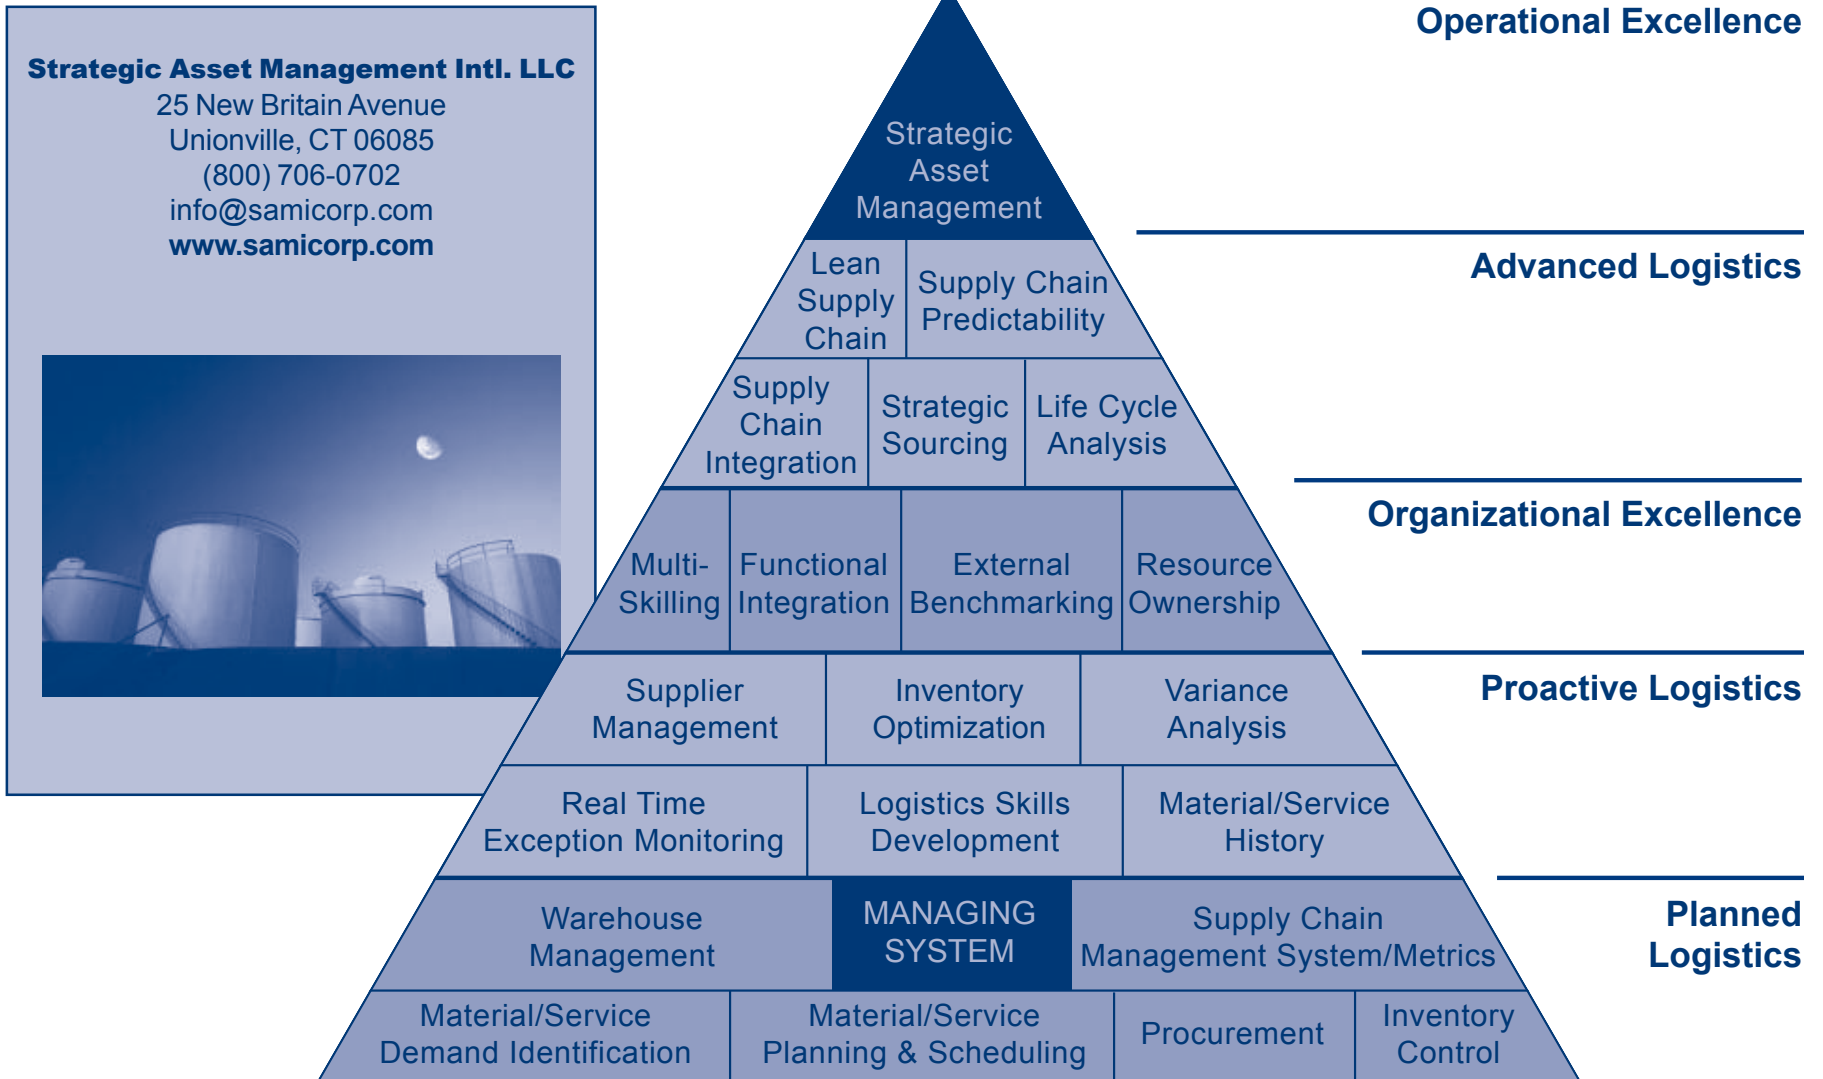 Strategic Asset Management Intl. LLC
25 New Britain Avenue
Unionville, CT 06085
(800) 706-0702
info@samicorp.com
www.samicorp.com
Operational Excellence
Strategic
Asset
Management
Advanced Logistics
Lean
Supply
Chain
Supply Chain
Predictability
Supply
Chain
Integration
Strategic
Sourcing
Life Cycle
Analysis
Organizational Excellence
Multi-
Skilling
Functional
Integration
External
Benchmarking
Resource
Ownership
Proactive Logistics
Supplier
Management
Inventory
Optimization
Variance
Analysis
Real Time
Exception Monitoring
Logistics Skills
Development
Material/Service
History
Planned
Logistics
Warehouse
Management
MANAGING
SYSTEM
Supply Chain
Management System/Metrics
Material/Service
Demand Identification
Material/Service
Planning & Scheduling
Procurement
Inventory
Control